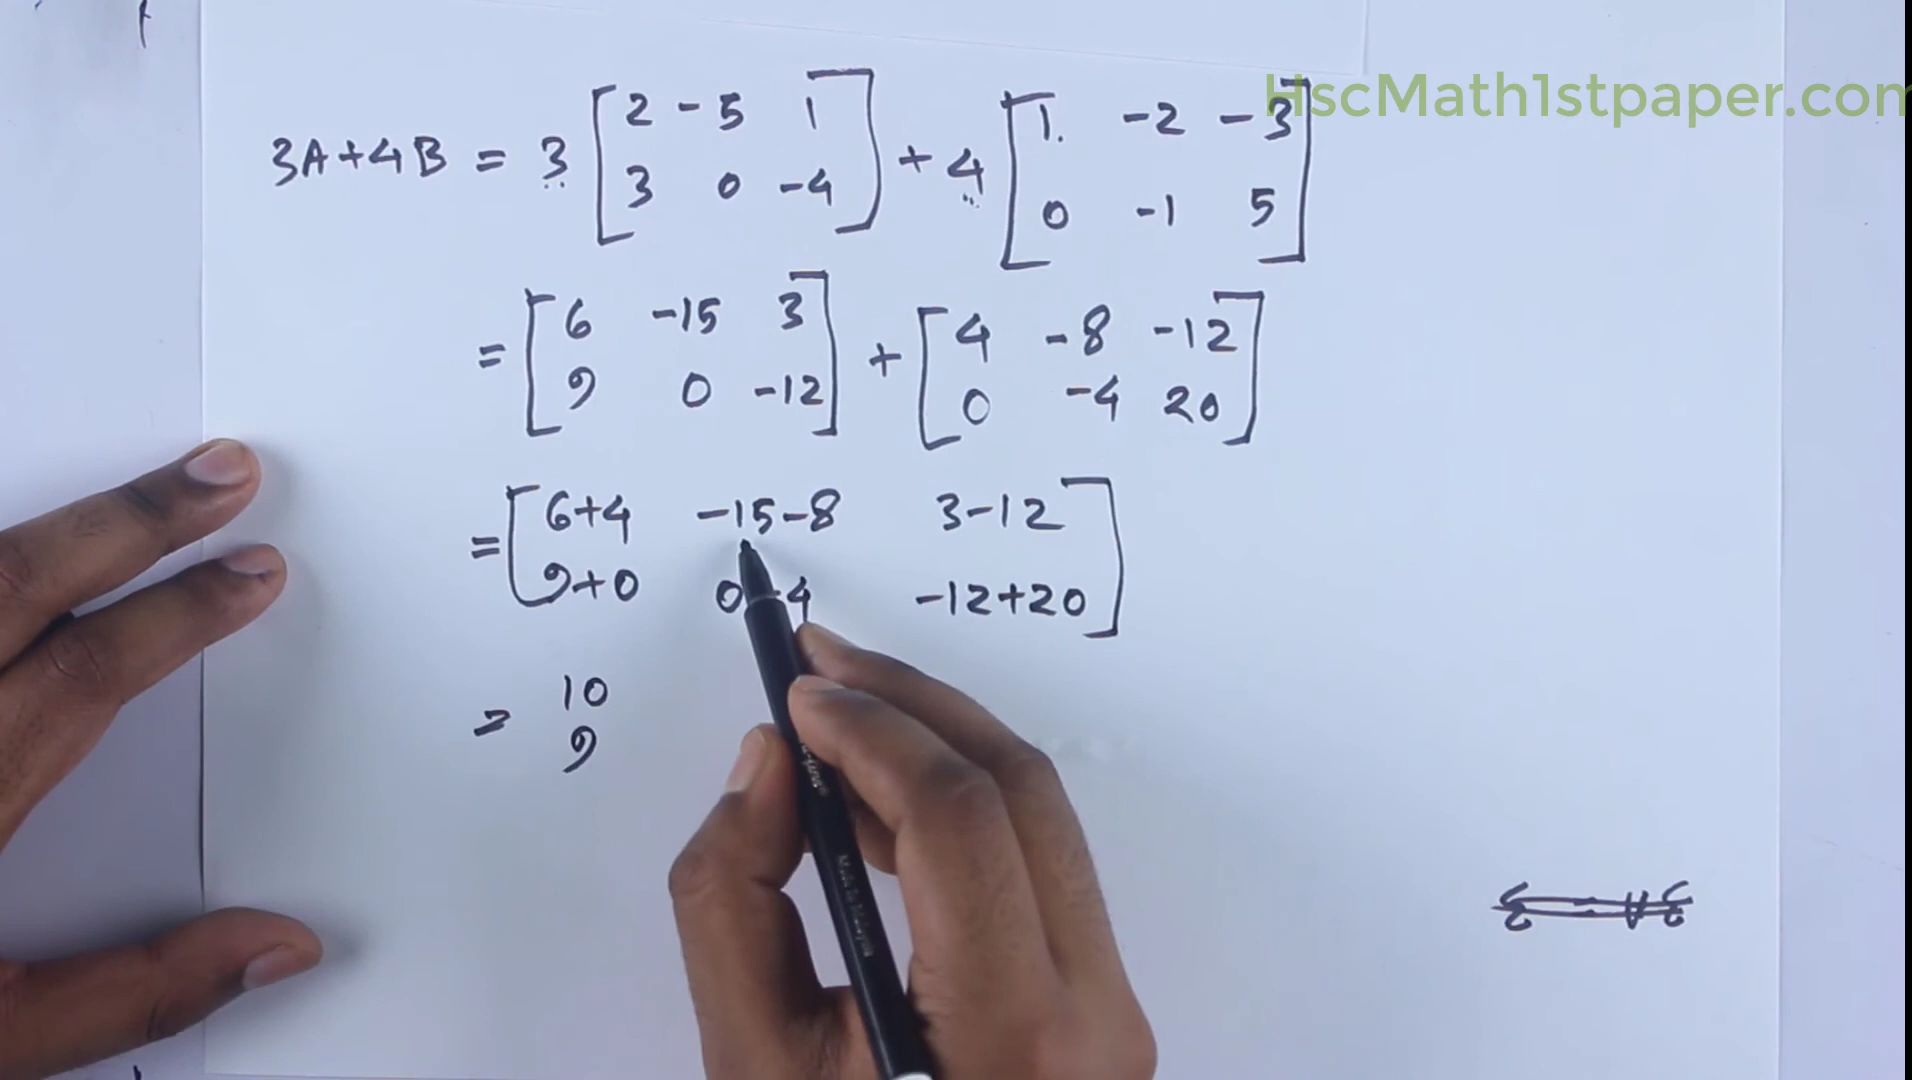 HscMath1stpaper.com
3A+4B = 3 [ 2 -5 1 ] + 4 [ 1. -2 -3 ]
3 0 -4 0 -1 5
= [ 6 -15 3 ] + [ 4 -8 -12 ]
9 0 -12 0 -4 20
= [ 6+4 -15-8 3-12 ]
9+0 0-4 -12+20
= 10
9